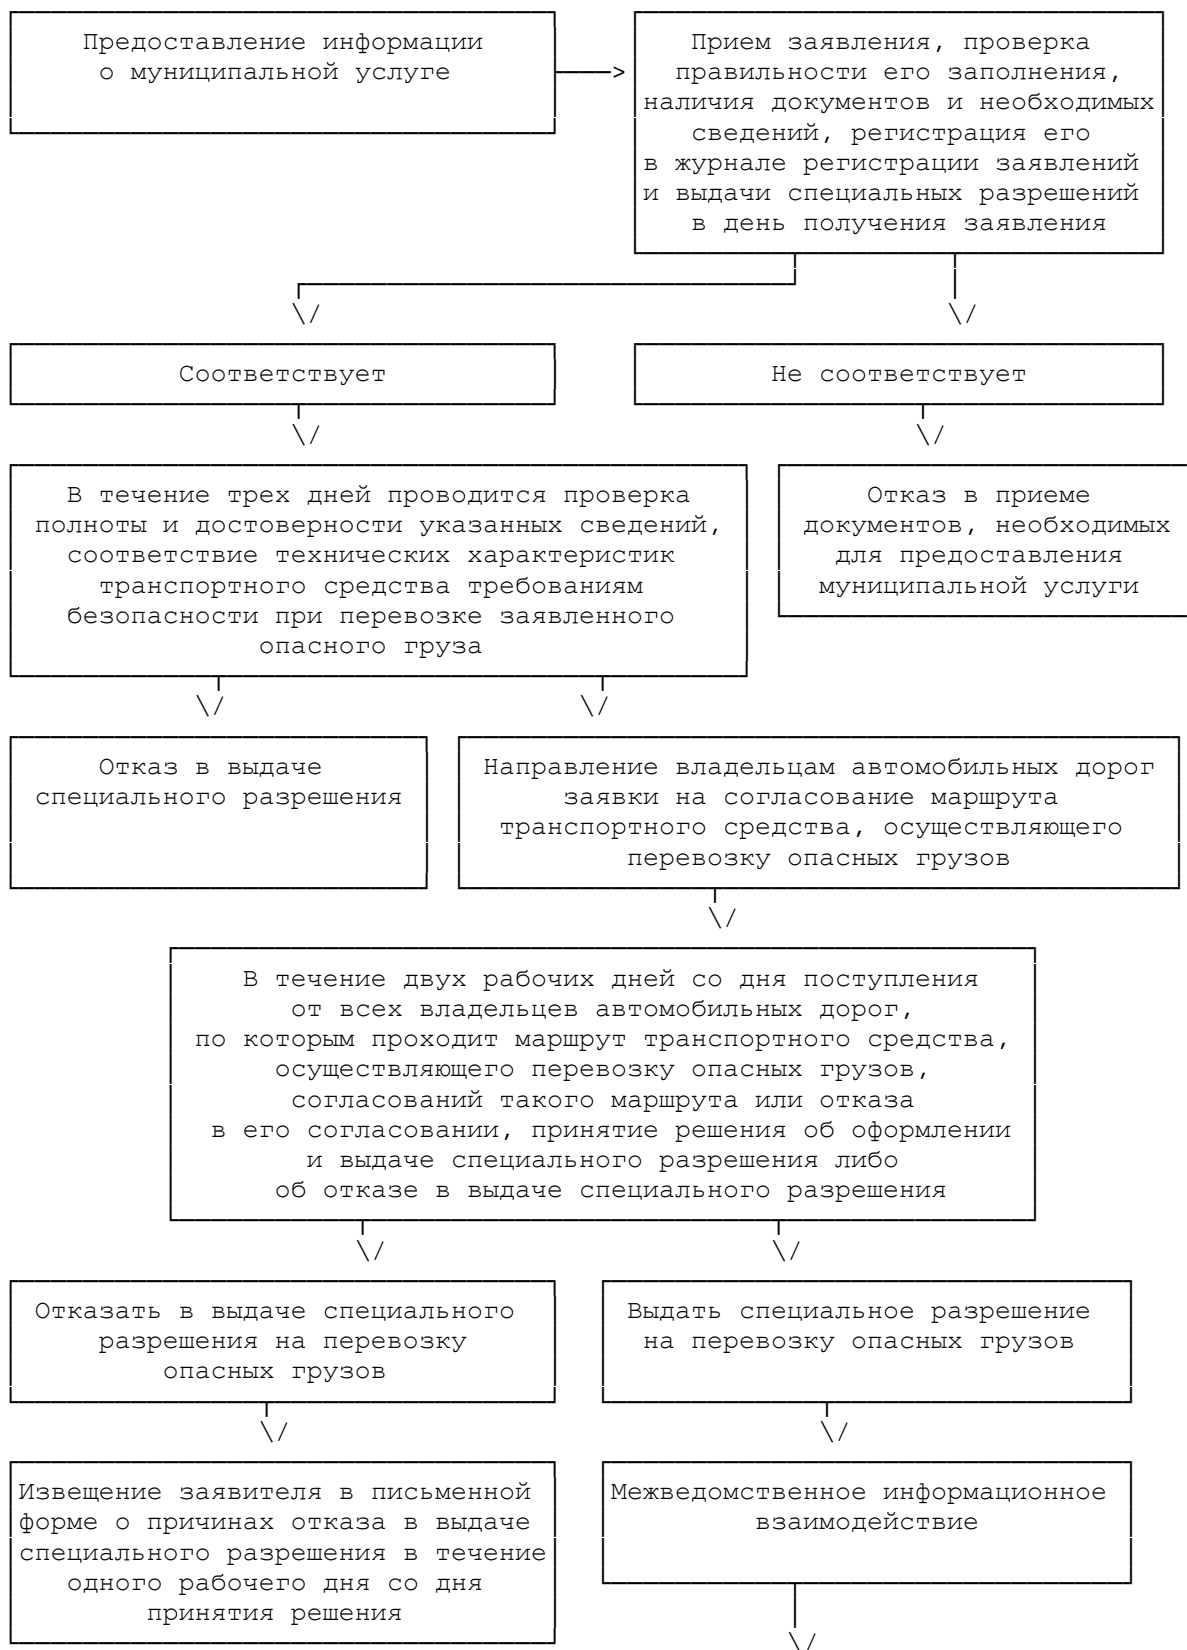 Предоставление информации
о муниципальной услуге
Прием заявления, проверка
правильности его заполнения,
наличия документов и необходимых
сведений, регистрация его
в журнале регистрации заявлений
и выдачи специальных разрешений
в день получения заявления
Соответствует
Не соответствует
В течение трех дней проводится проверка
полноты и достоверности указанных сведений,
соответствие технических характеристик
транспортного средства требованиям
безопасности при перевозке заявленного
опасного груза
Отказ в приеме
документов, необходимых
для предоставления
муниципальной услуги
Отказ в выдаче
специального разрешения
Направление владельцам автомобильных дорог
заявки на согласование маршрута
транспортного средства, осуществляющего
перевозку опасных грузов
В течение двух рабочих дней со дня поступления
от всех владельцев автомобильных дорог,
по которым проходит маршрут транспортного средства,
осуществляющего перевозку опасных грузов,
согласований такого маршрута или отказа
в его согласовании, принятие решения об оформлении
и выдаче специального разрешения либо
об отказе в выдаче специального разрешения
Отказать в выдаче специального
разрешения на перевозку
опасных грузов
Выдать специальное разрешение
на перевозку опасных грузов
Извещение заявителя в письменной
форме о причинах отказа в выдаче
специального разрешения в течение
одного рабочего дня со дня
принятия решения
Межведомственное информационное
взаимодействие